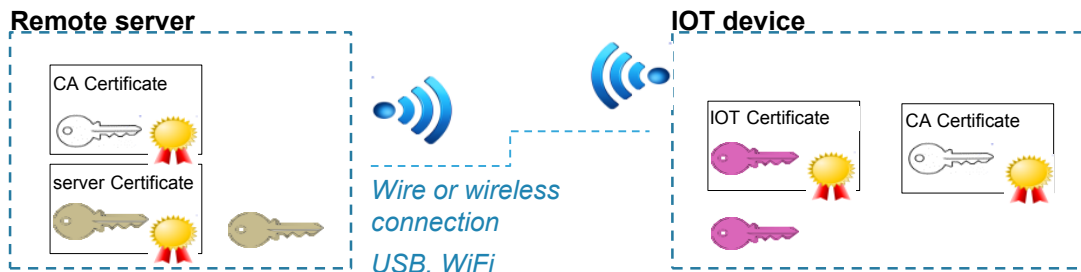 Remote server
IOT device
CA Certificate
server Certificate
Wire or wireless
connection
USB, WiFi
IOT Certificate
CA Certificate